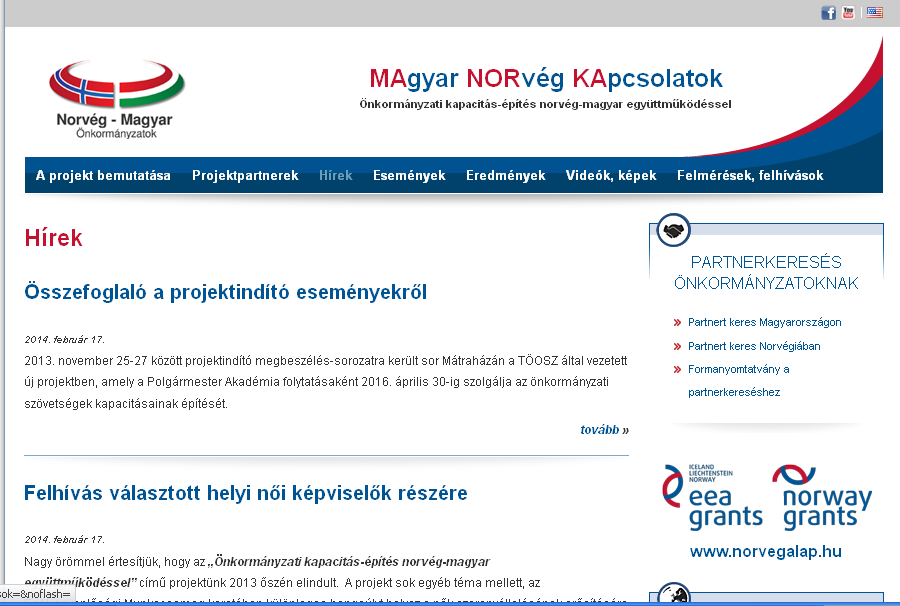 MAgyar NORvég KApcsolatok
Önkormányzati kapacitás-építés norvég-magyar együttműködéssel
Norvég - Magyar
Önkormányzatok
A projekt bemutatása Projektpartnerek Hírek Események Eredmények Videók, képek Felmérések, felhívások
Hírek
Összefoglaló a projektindító eseményekről
2014. február 17.
2013. november 25-27 között projektindító megbeszélés-sorozatra került sor Mátraházán a TÖOSZ által vezetett
új projektben, amely a Polgármester Akadémia folytatásaként 2016. április 30-ig szolgálja az önkormányzati
szövetségek kapacitásainak építését.
tovább »
Felhívás választott helyi női képviselők részére
2014. február 17.
Nagy örömmel értesítjük, hogy az „Önkormányzati kapacitás-építés norvég-magyar
együttműködéssel” című projektünk 2013 őszén elindult. A projekt sok egyéb téma mellett, az
sok=&noflash=
PARTNERKERESÉS
ÖNKORMÁNYZATOKNAK
» Partnert keres Magyarországon
» Partnert keres Norvégiában
» Formanyomtatvány a
partnerkereséshez
ICELAND
LIECHTENSTEIN
NORWAY
eea
grants
norway
grants
www.norvegalap.hu